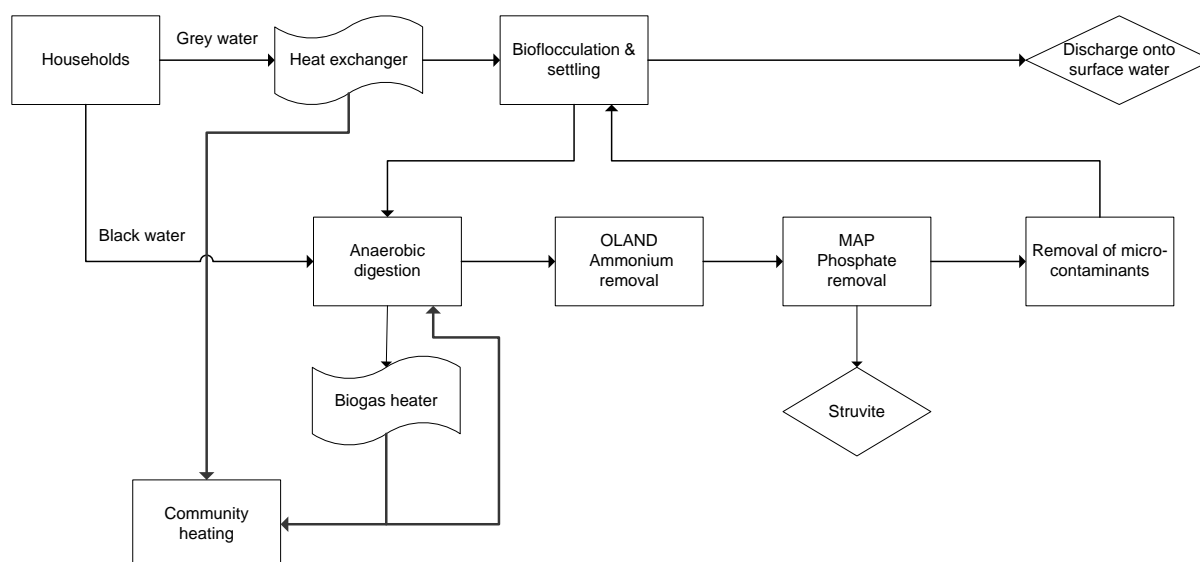 Households
Grey water
Heat exchanger
Bioflocculation &
settling
Discharge onto
surface water
Black water
Anaerobic
digestion
OLAND
Ammonium
removal
MAP
Phosphate
removal
Removal of micro-
contaminants
Biogas heater
Struvite
Community
heating